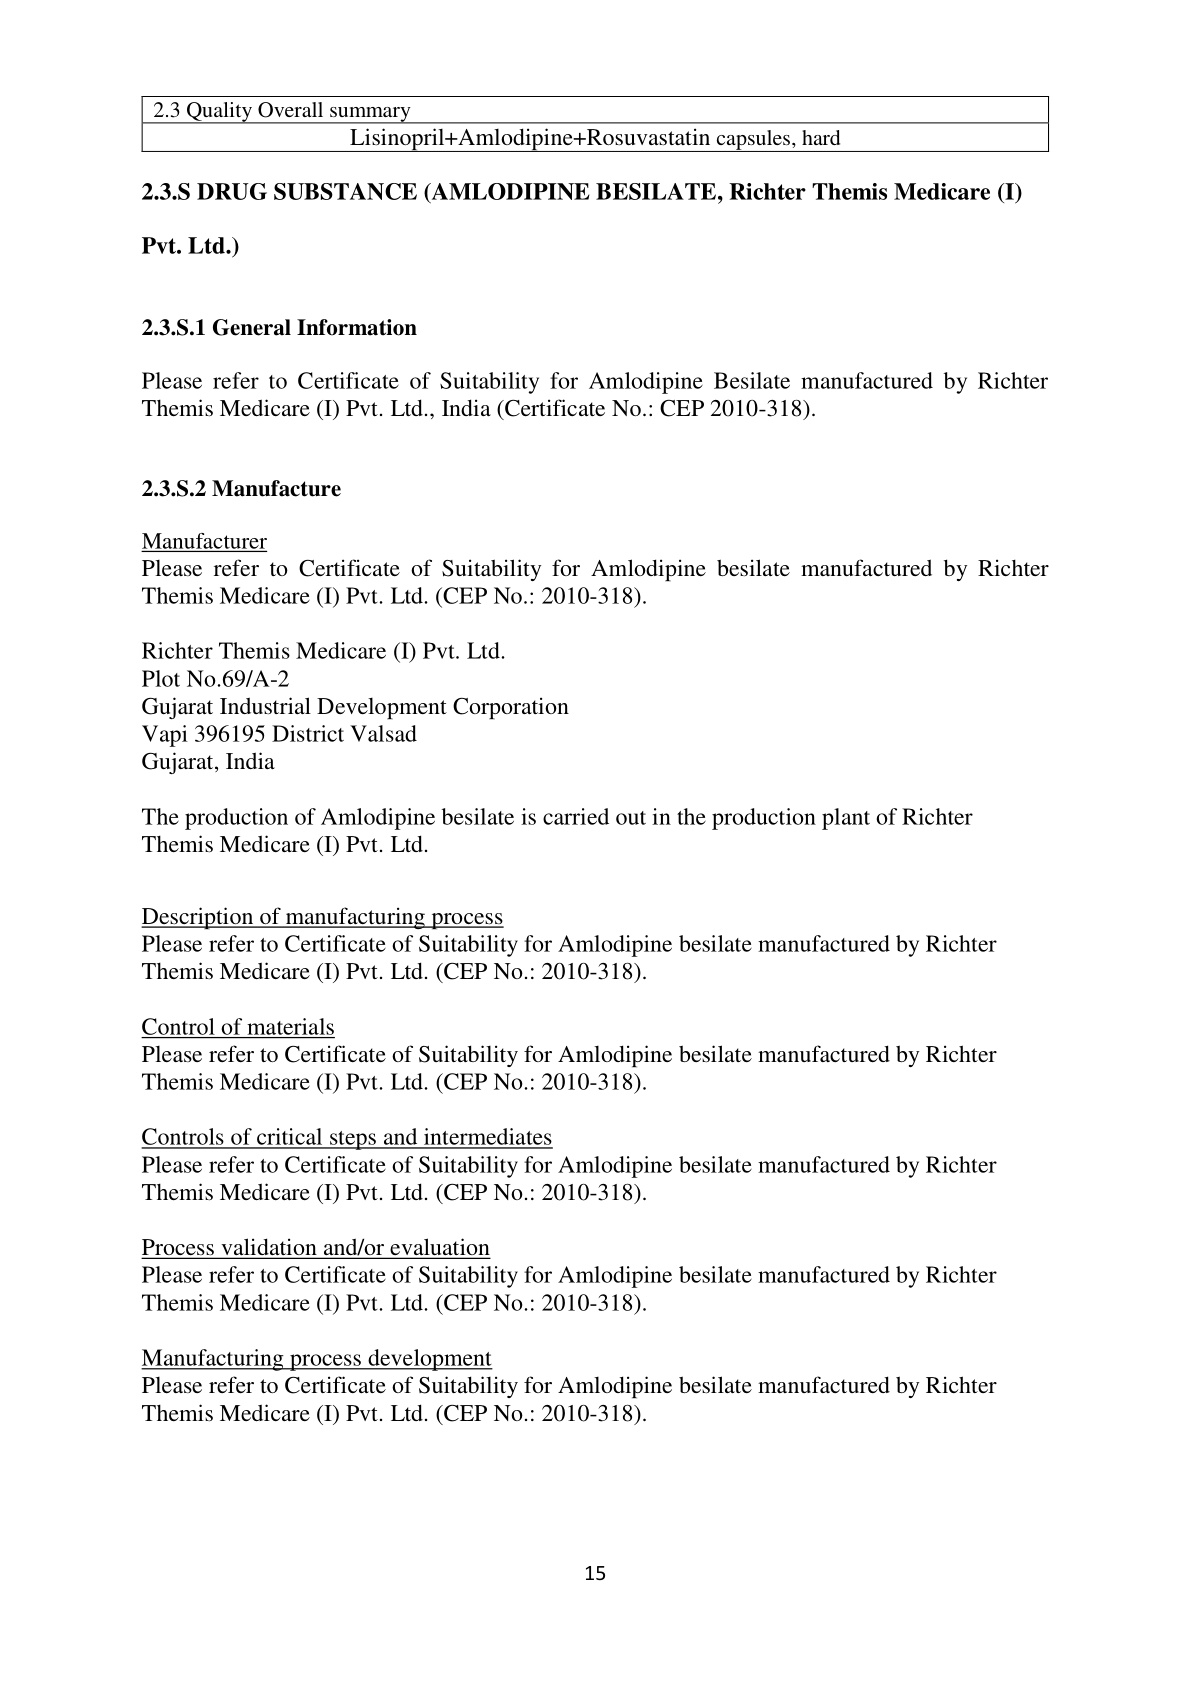 2.3 Quality Overall summary
Lisinopril+Amlodipine+Rosuvastatin capsules, hard
2.3.S DRUG SUBSTANCE (AMLODIPINE BESILATE, Richter Themis Medicare (I)
Pvt. Ltd.)
2.3.S.1 General Information
Please refer to Certificate of Suitability for Amlodipine Besilate manufactured by Richter
Themis Medicare (I) Pvt. Ltd., India (Certificate No.: CEP 2010-318).
2.3.S.2 Manufacture
Manufacturer
Please refer to Certificate of Suitability for Amlodipine besilate manufactured by Richter
Themis Medicare (I) Pvt. Ltd. (CEP No.: 2010-318).
Richter Themis Medicare (I) Pvt. Ltd.
Plot No.69/A-2
Gujarat Industrial Development Corporation
Vapi 396195 District Valsad
Gujarat, India
The production of Amlodipine besilate is carried out in the production plant of Richter
Themis Medicare (I) Pvt. Ltd.
Description of manufacturing process
Please refer to Certificate of Suitability for Amlodipine besilate manufactured by Richter
Themis Medicare (I) Pvt. Ltd. (CEP No.: 2010-318).
Control of materials
Please refer to Certificate of Suitability for Amlodipine besilate manufactured by Richter
Themis Medicare (I) Pvt. Ltd. (CEP No.: 2010-318).
Controls of critical steps and intermediates
Please refer to Certificate of Suitability for Amlodipine besilate manufactured by Richter
Themis Medicare (I) Pvt. Ltd. (CEP No.: 2010-318).
Process validation and/or evaluation
Please refer to Certificate of Suitability for Amlodipine besilate manufactured by Richter
Themis Medicare (I) Pvt. Ltd. (CEP No.: 2010-318).
Manufacturing process development
Please refer to Certificate of Suitability for Amlodipine besilate manufactured by Richter
Themis Medicare (I) Pvt. Ltd. (CEP No.: 2010-318).
15